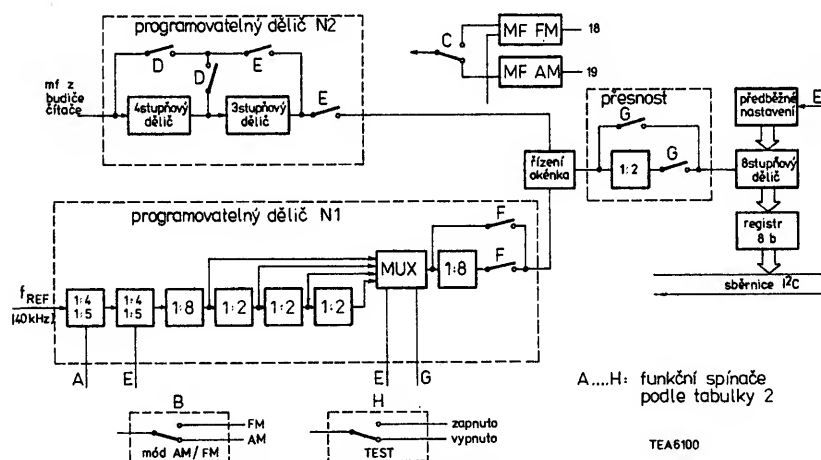 programovatelný dělič N2
D
D
E
E
mf z
budiče
čítače
4stupňový
dělič
3stupňový
dělič
C
MF FM
18
MF AM
19
přesnost
G
1:2
G
předběžné
nastavení
E
řízení
okénka
8stupňový
dělič
registr
8 b
sběrnice I²C
programovatelný dělič N1
fREF
(40kHz)
1:4
1:5
1:4
1:5
1:8
1:2
1:2
1:2
MUX
1:8
F
F
A
E
E
G
B
FM
AM
mód AM/FM
H
zapnuto
vypnuto
TEST
A....H: funkční spínače
podle tabulky 2
TEA6100